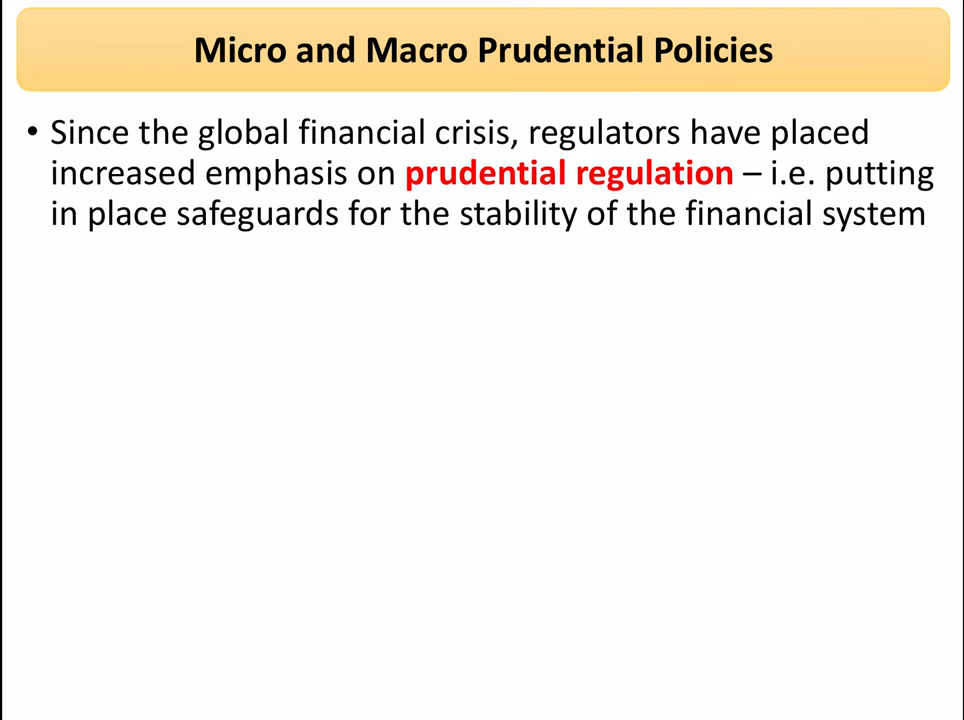 Micro and Macro Prudential Policies
• Since the global financial crisis, regulators have placed
increased emphasis on prudential regulation – i.e. putting
in place safeguards for the stability of the financial system